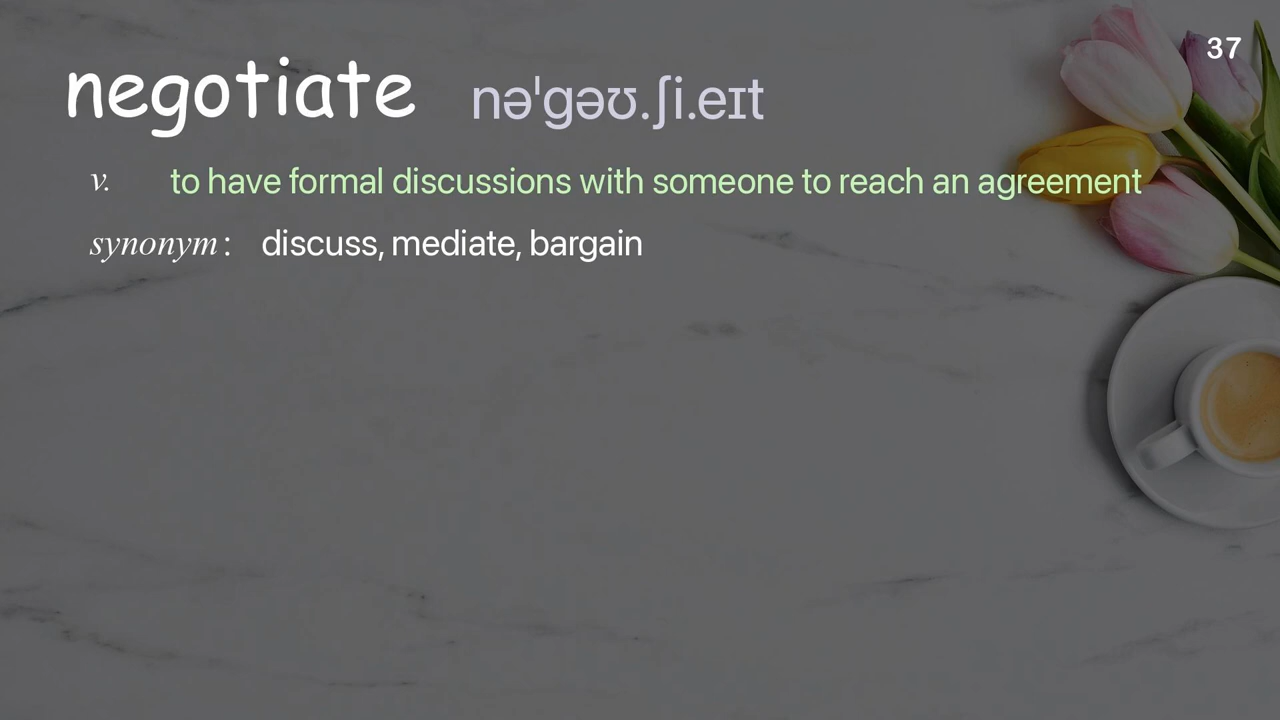 37
negotiate nəˈɡəʊ.ʃi.eɪt
v. to have formal discussions with someone to reach an agreement
synonym: discuss, mediate, bargain